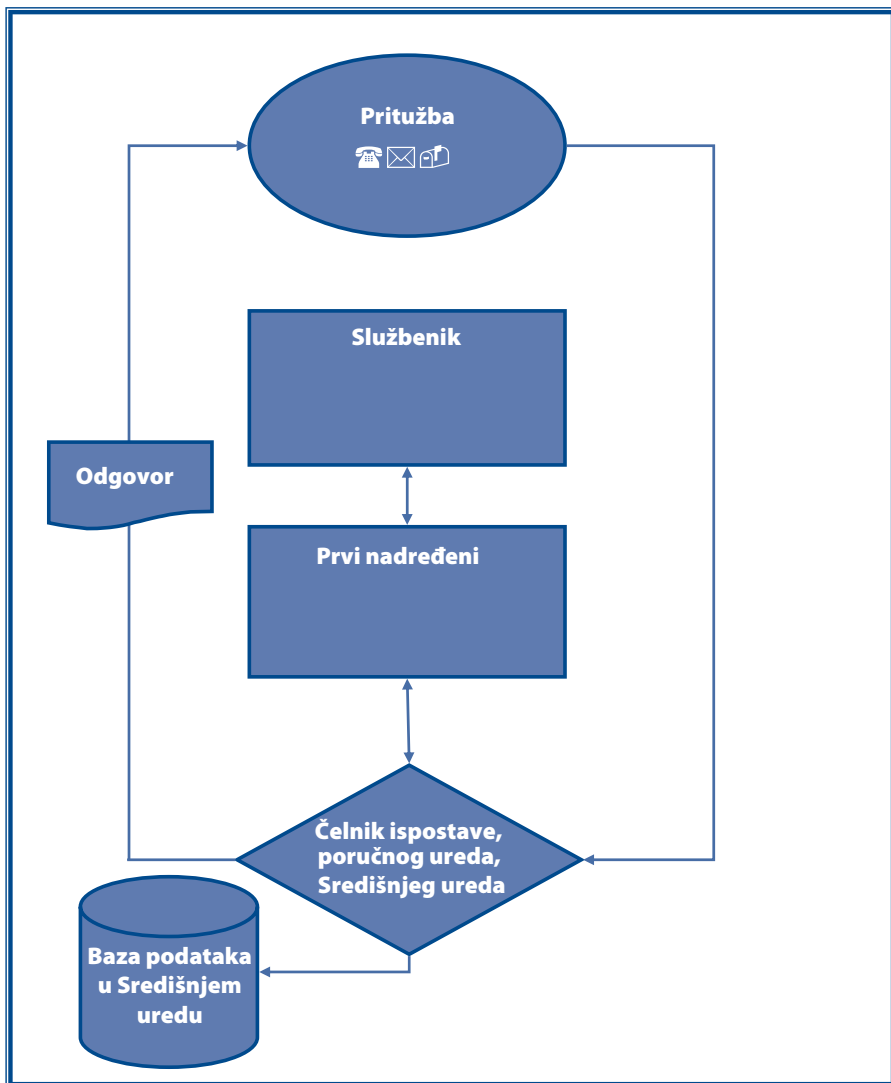 Pritužba
Službenik
Odgovor
Prvi nadređeni
Čelnik ispostave,
poručnog ureda,
Središnjeg ureda
Baza podataka
u Središnjem
uredu